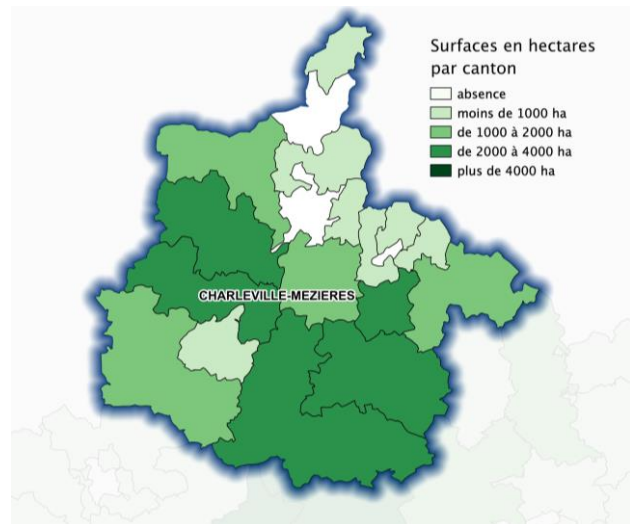 Surfaces en hectares
par canton
absence
moins de 1000 ha
de 1000 à 2000 ha
de 2000 à 4000 ha
plus de 4000 ha
CHARLEVILLE-MEZIERES